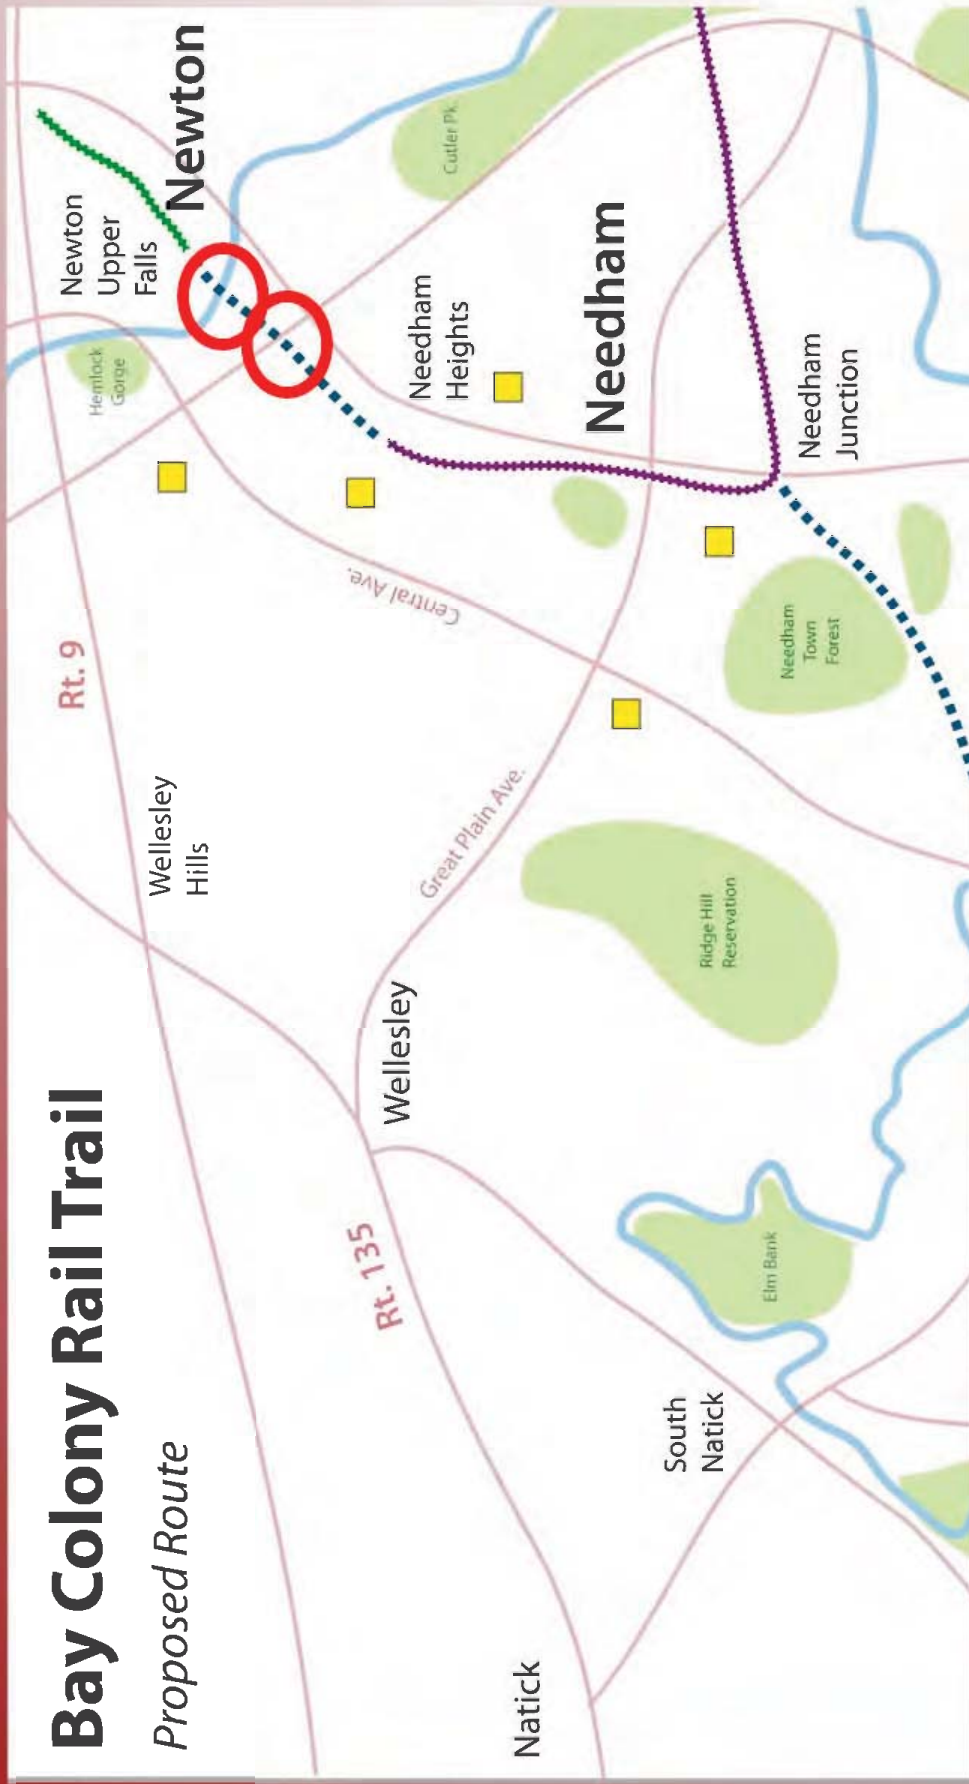 Bay Colony Rail Trail
Proposed Route
Rt. 9
Newton
Upper
Falls
Newton
Hemlock
Gorge
Cutler Pk.
Wellesley
Hills
Central Ave.
Needham
Heights
Needham
Great Plain Ave.
Wellesley
Rt. 135
Needham
Junction
Needham
Town
Forest
Ridge Hill
Reservation
Elm Bank
South
Natick
Natick